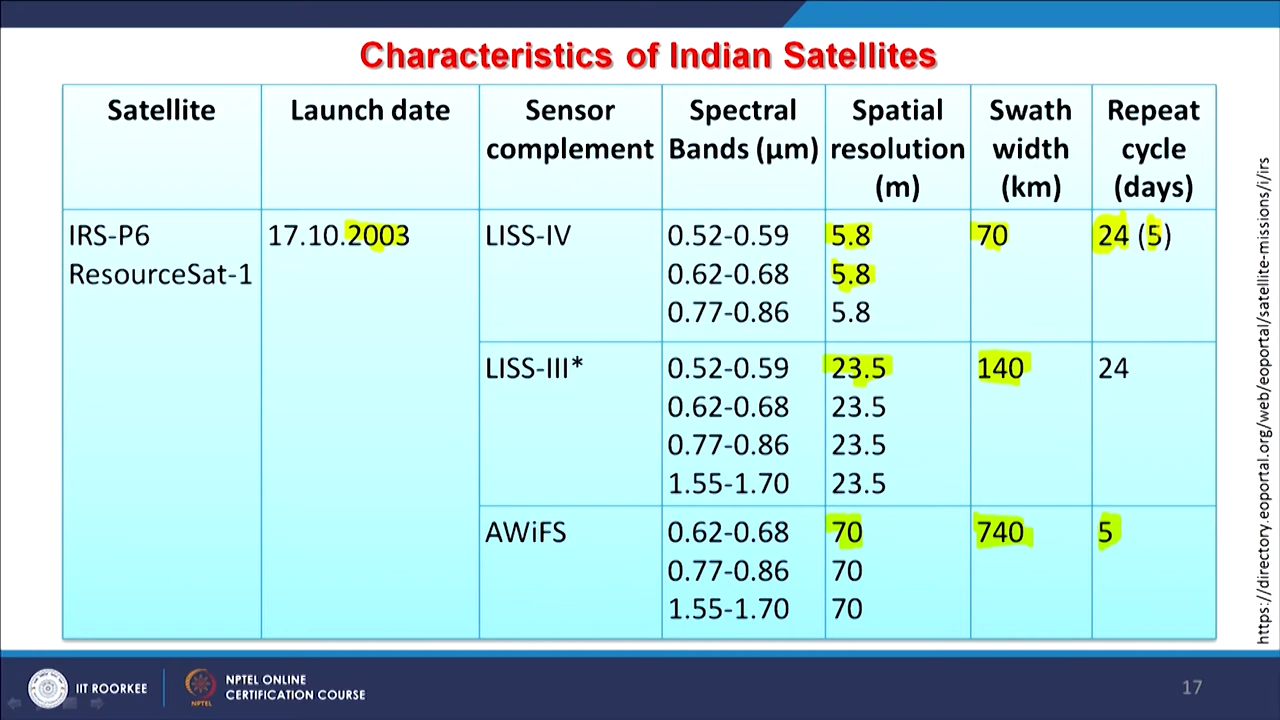 Characteristics of Indian Satellites
Satellite Launch date Sensor complement Spectral Bands (μm) Spatial resolution (m) Swath width (km) Repeat cycle (days)
IRS-P6 17.10.2003 LISS-IV 0.52-0.59 5.8 70 24 (5)
ResourceSat-1 0.62-0.68 5.8
0.77-0.86 5.8
LISS-III* 0.52-0.59 23.5 140 24
0.62-0.68 23.5
0.77-0.86 23.5
1.55-1.70 23.5
AWiFS 0.62-0.68 70 740 5
0.77-0.86 70
1.55-1.70 70
https://directory.eoportal.org/web/eoportal/satellite-missions/i/irs
IIT ROORKEE
NPTEL
NPTEL ONLINE
CERTIFICATION COURSE
17